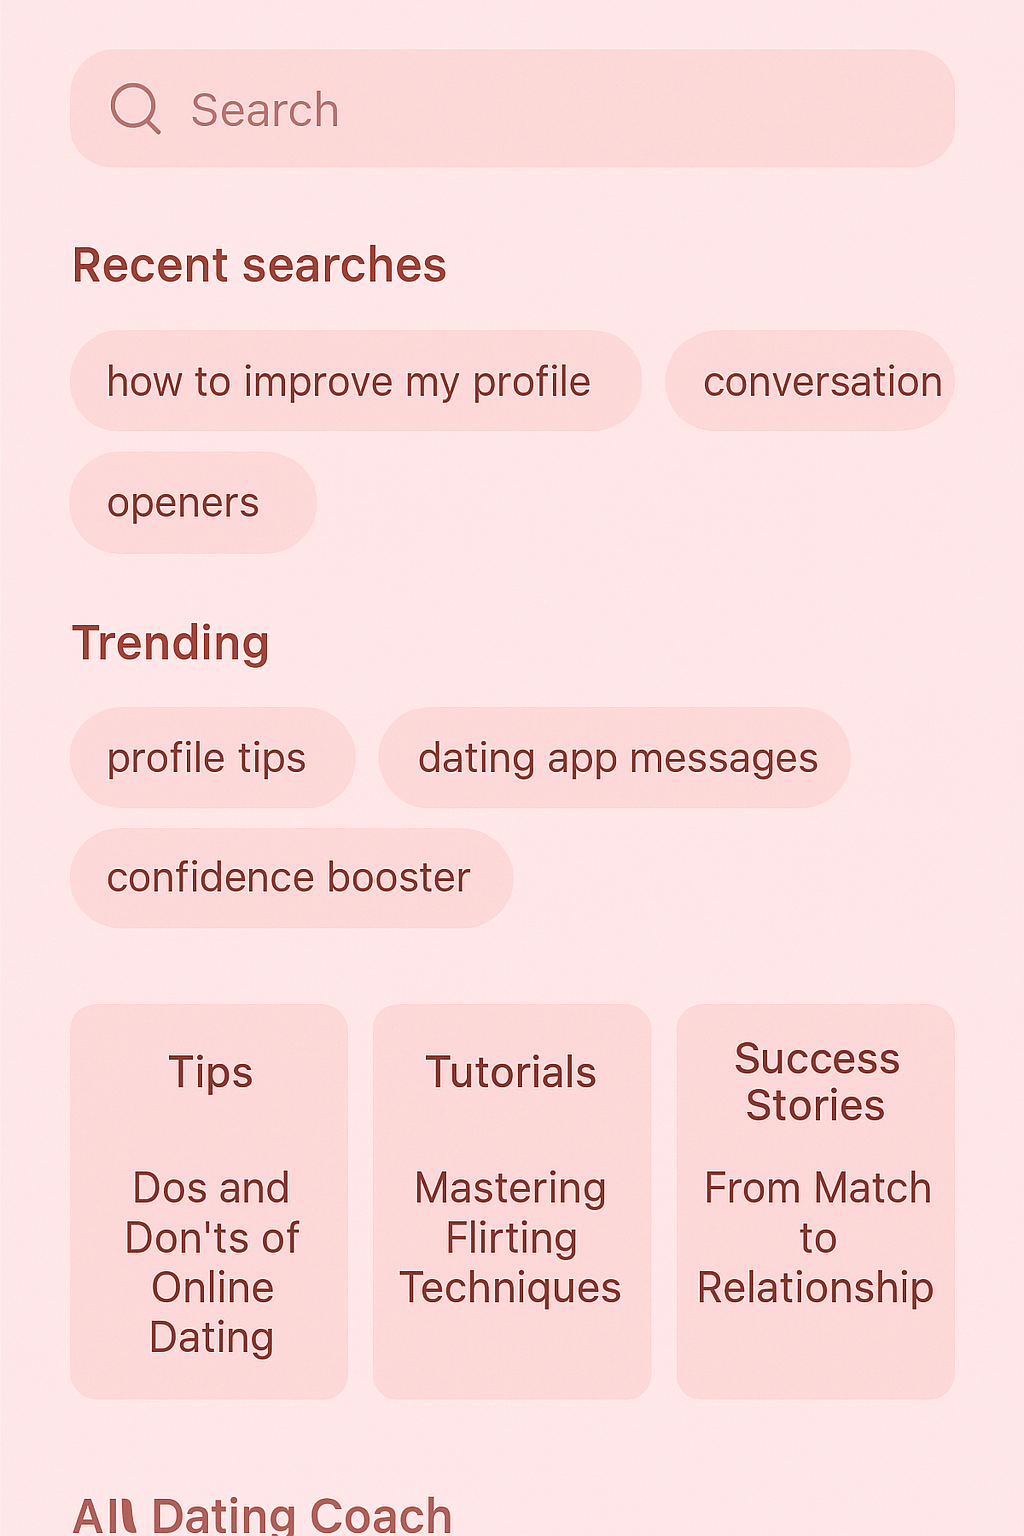 Search
Recent searches
how to improve my profile
conversation
openers
Trending
profile tips
dating app messages
confidence booster
Tips
Dos and
Don'ts of
Online
Dating
Tutorials
Mastering
Flirting
Techniques
Success
Stories
From Match
to
Relationship
Dating Coach